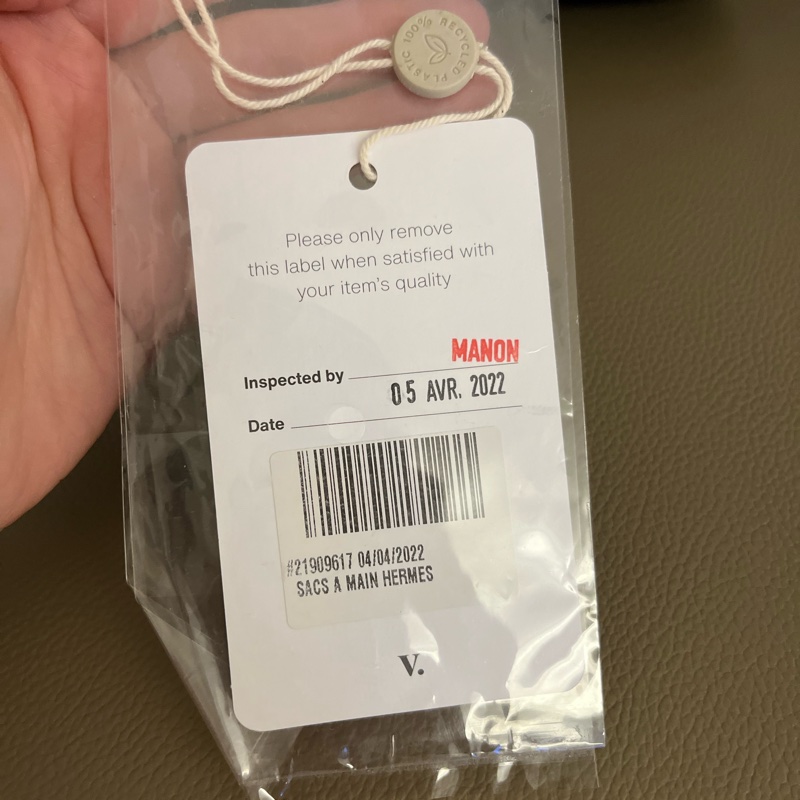 100% RECYCLED PLASTIC
Please only remove
this label when satisfied with
your item's quality
MANON
Inspected by
05 AVR. 2022
Date
#21909617 04/04/2022
SACS A MAIN HERMES
V.